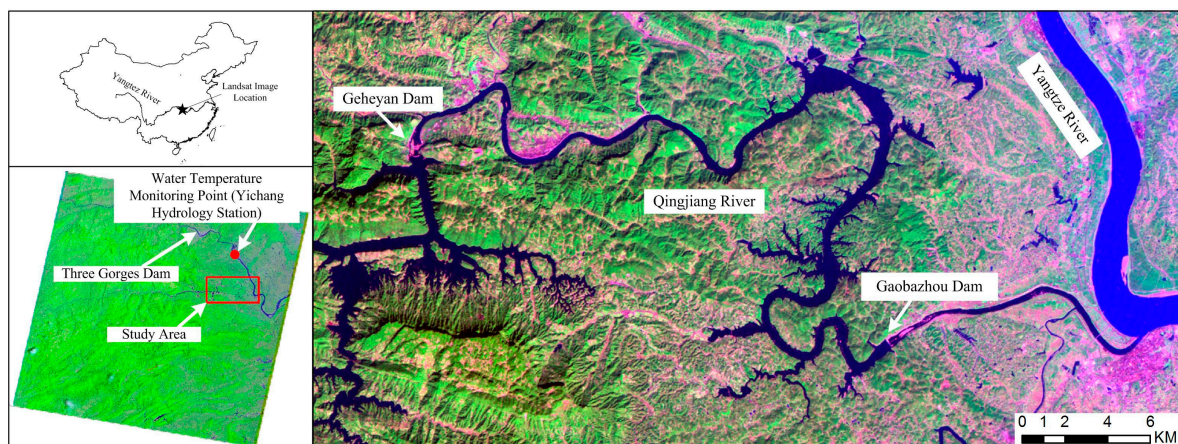 Yangtez River
Landsat Image
Location
Water Temperature
Monitoring Point (Yichang
Hydrology Station)
Three Gorges Dam
Study Area
Geheyan Dam
Qingjiang River
Yangtze River
Gaobazhou Dam
0 1 2 4 6
KM